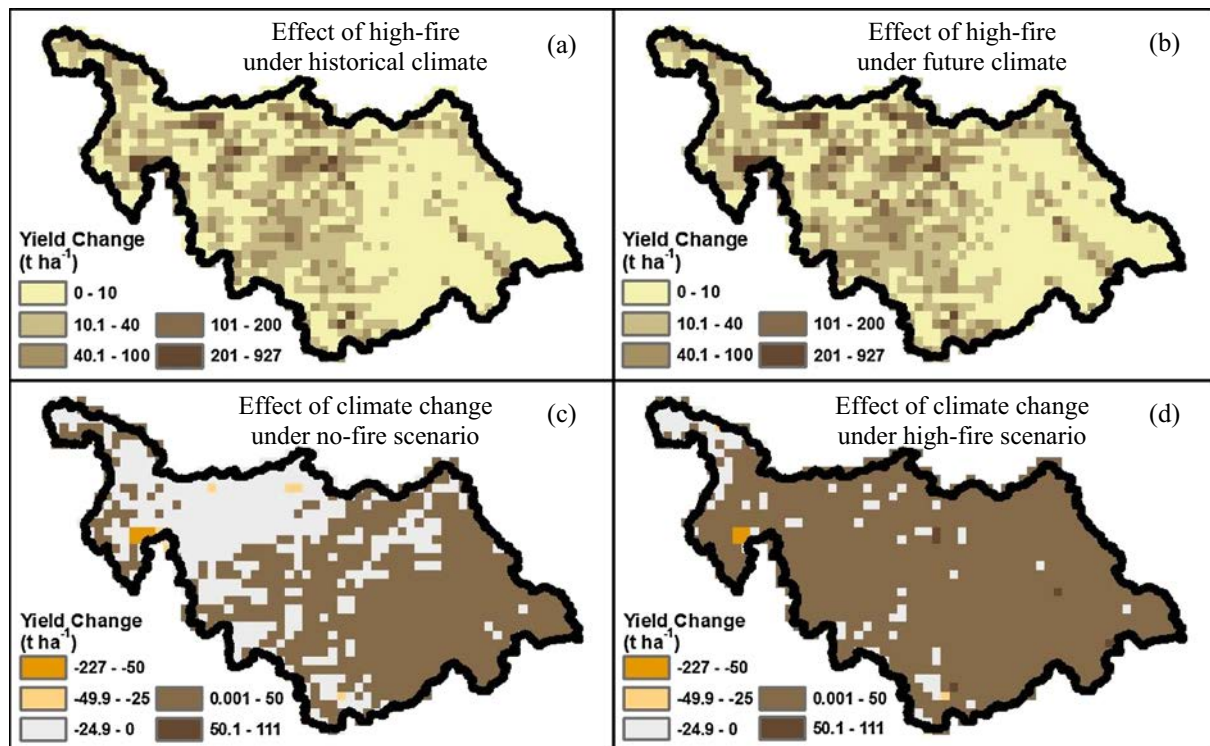 Effect of high-fire
under historical climate
(a)
Yield Change
(t ha⁻¹)
0 - 10
10.1 - 40
40.1 - 100
101 - 200
201 - 927
Effect of high-fire
under future climate
(b)
Yield Change
(t ha⁻¹)
0 - 10
10.1 - 40
40.1 - 100
101 - 200
201 - 927
Effect of climate change
under no-fire scenario
(c)
Yield Change
(t ha⁻¹)
-227 - -50
-49.9 - -25
-24.9 - 0
0.001 - 50
50.1 - 111
Effect of climate change
under high-fire scenario
(d)
Yield Change
(t ha⁻¹)
-227 - -50
-49.9 - -25
-24.9 - 0
0.001 - 50
50.1 - 111